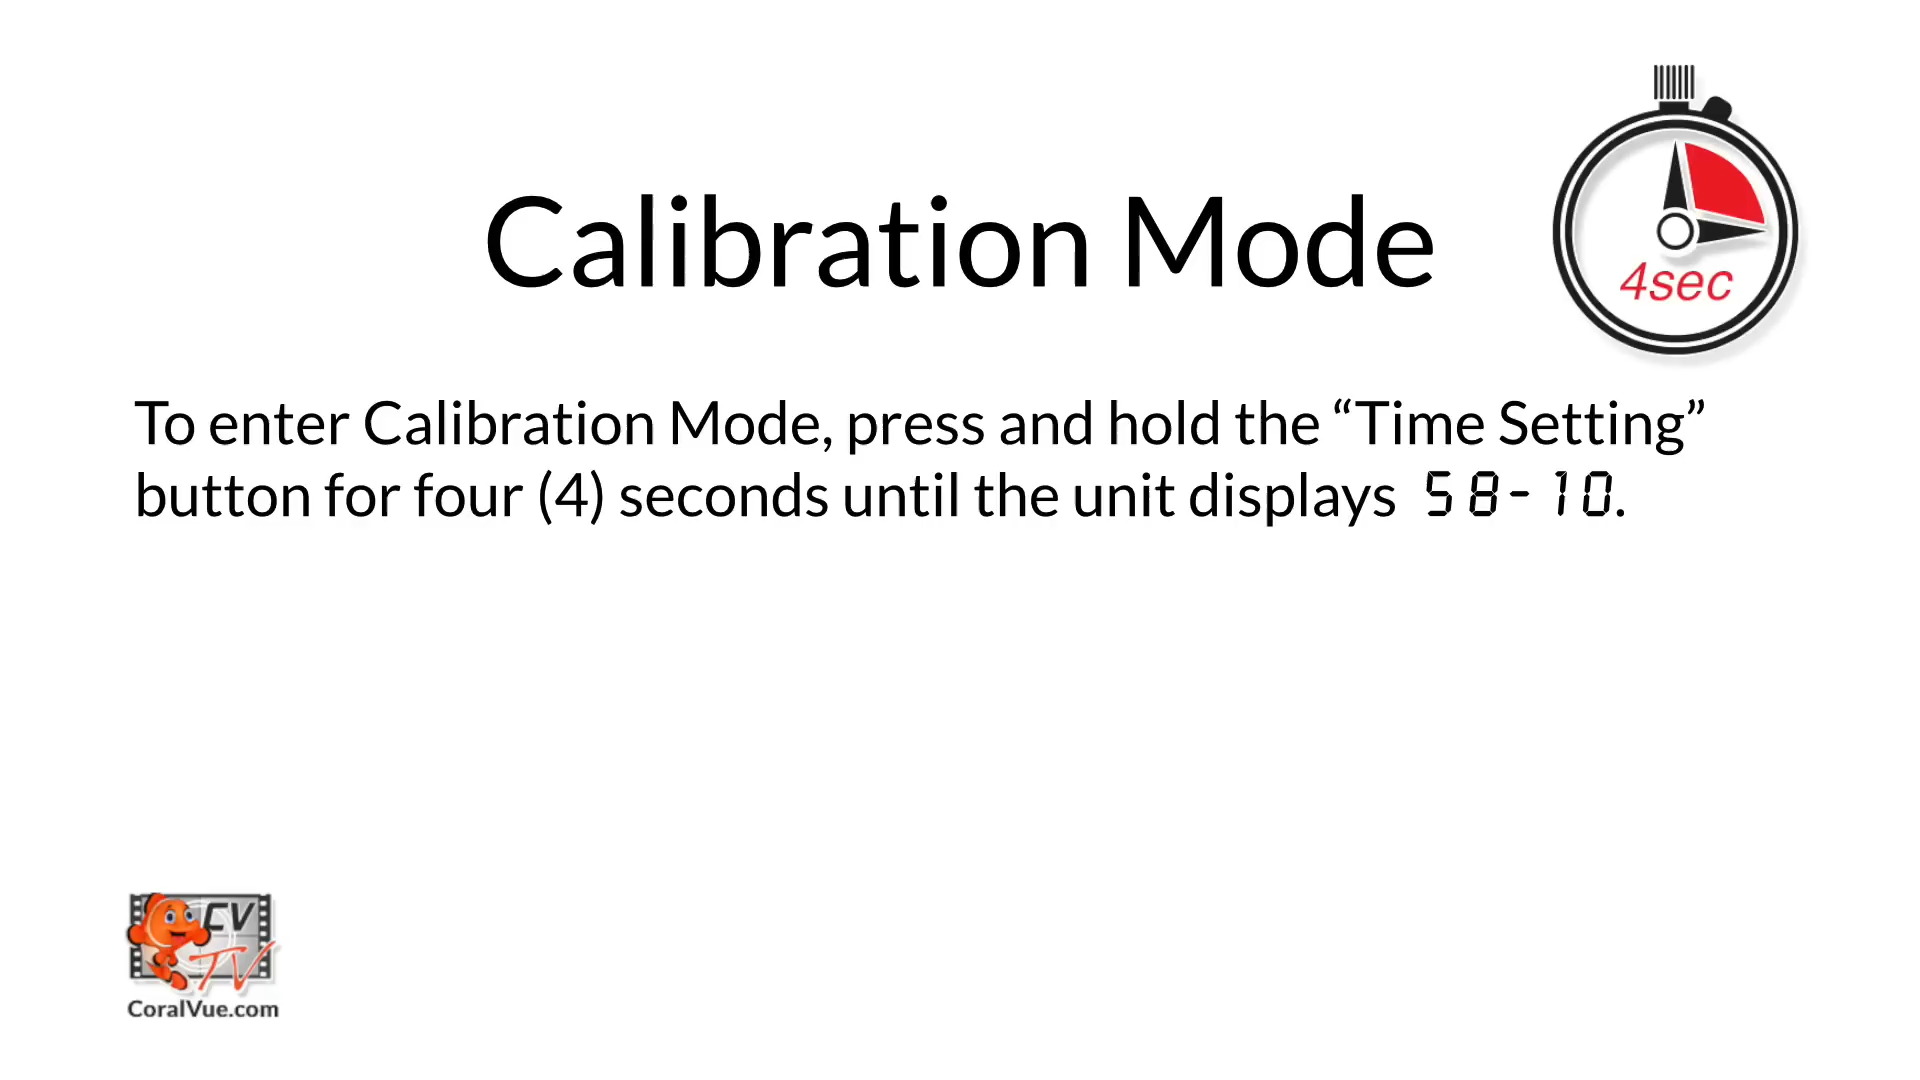 Calibration Mode
4sec
To enter Calibration Mode, press and hold the “Time Setting”
button for four (4) seconds until the unit displays 58-10.
CV
TV
CoralVue.com